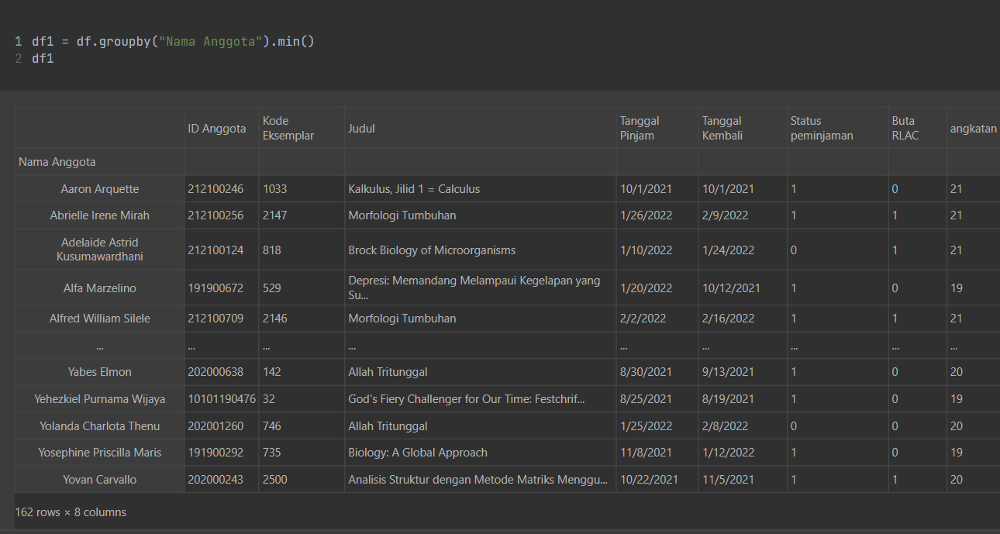 1 df1 = df.groupby("Nama Anggota").min()
2 df1
ID Anggota Kode Eksemplar Judul Tanggal Pinjam Tanggal Kembali Status peminjaman Buta RLAC angkatan
Nama Anggota
Aaron Arquette 212100246 1033 Kalkulus, Jilid 1 = Calculus 10/1/2021 10/1/2021 1 0 21
Abrielle Irene Mirah 212100256 2147 Morfologi Tumbuhan 1/26/2022 2/9/2022 1 1 21
Adelaide Astrid Kusumawardhani 212100124 818 Brock Biology of Microorganisms 1/10/2022 1/24/2022 0 1 21
Alfa Marzelino 191900672 529 Depresi: Memandang Melampaui Kegelapan yang Su... 1/20/2022 10/12/2021 1 0 19
Alfred William Silele 212100709 2146 Morfologi Tumbuhan 2/2/2022 2/16/2022 1 1 21
... ... ... ... ... ... ... ... ...
Yabes Elmon 202000638 142 Allah Tritunggal 8/30/2021 9/13/2021 1 0 20
Yehezkiel Purnama Wijaya 10101190476 32 God's Fiery Challenger for Our Time: Festchrif... 8/25/2021 8/19/2021 1 0 19
Yolanda Charlota Thenu 202001260 746 Allah Tritunggal 1/25/2022 2/8/2022 0 0 20
Yosephine Priscilla Maris 191900292 735 Biology: A Global Approach 11/8/2021 1/12/2022 1 0 19
Yovan Carvallo 202000243 2500 Analisis Struktur dengan Metode Matriks Menggu... 10/22/2021 11/5/2021 1 1 20
162 rows × 8 columns